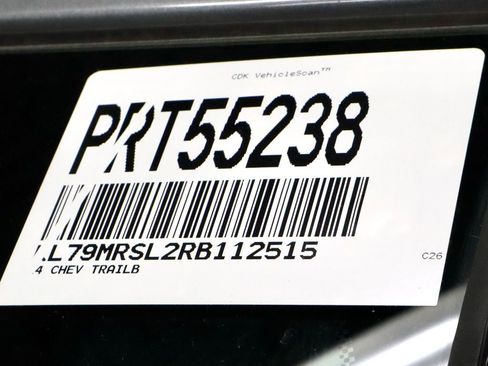 CDK VehicleScan™
PRT55238
L79MRSL2RB112515
4 CHEV TRAILB
C26